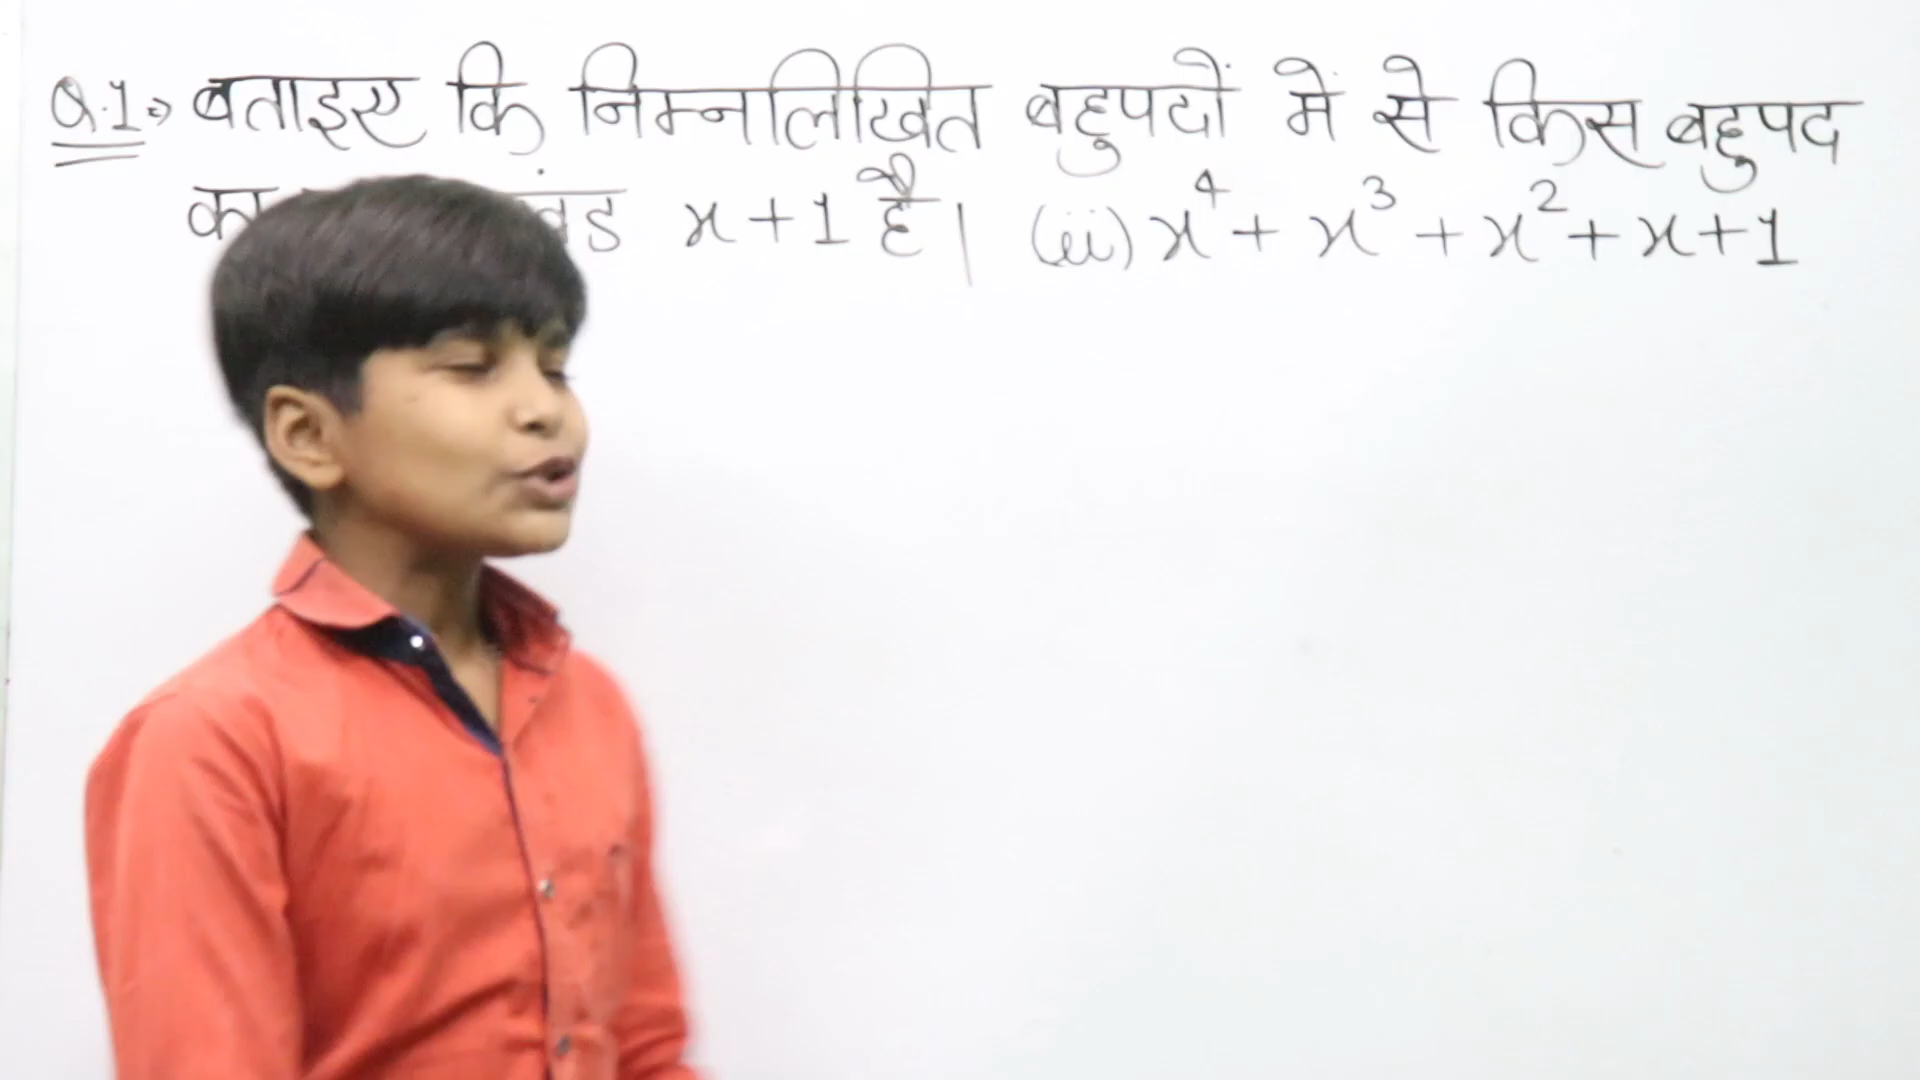 Q.1⇒ बताइए कि निम्नलिखित बहुपदों में से किस बहुपद
का x+1 है। (ii) x⁴ + x³ + x² + x + 1